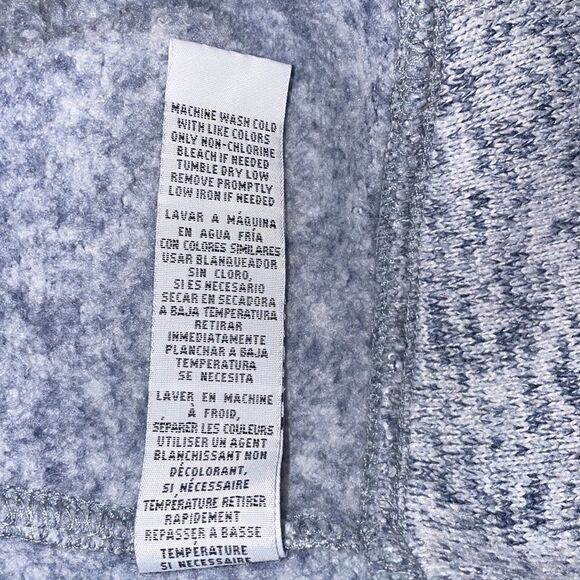 MACHINE WASH COLD
WITH LIKE COLORS
ONLY NON-CHLORINE
BLEACH IF NEEDED
TUMBLE DRY LOW
REMOVE PROMPTLY
LOW IRON IF NEEDED
LAVAR A MÁQUINA
EN AGUA FRÍA
CON COLORES SIMILARES
USAR BLANQUEADOR
SIN CLORO,
SI ES NECESARIO
SECAR EN SECADORA
A BAJA TEMPERATURA
RETIRAR
INMEDIATAMENTE
PLANCHAR A BAJA
TEMPERATURA
SE NECESITA
LAVER EN MACHINE
À FROID,
SÉPARER LES COULEURS
UTILISER UN AGENT
BLANCHISSANT NON
DÉCOLORANT,
SI NÉCESSAIRE
TEMPÉRATURE RETIRER
RAPIDEMENT
REPASSER A BASSE
TEMPÉRATURE
SI NECESSAIRE